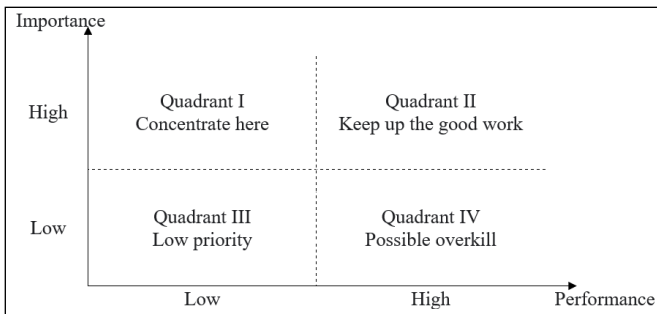 Importance
High
Quadrant I
Concentrate here
Quadrant II
Keep up the good work
Low
Quadrant III
Low priority
Quadrant IV
Possible overkill
Low
High
Performance